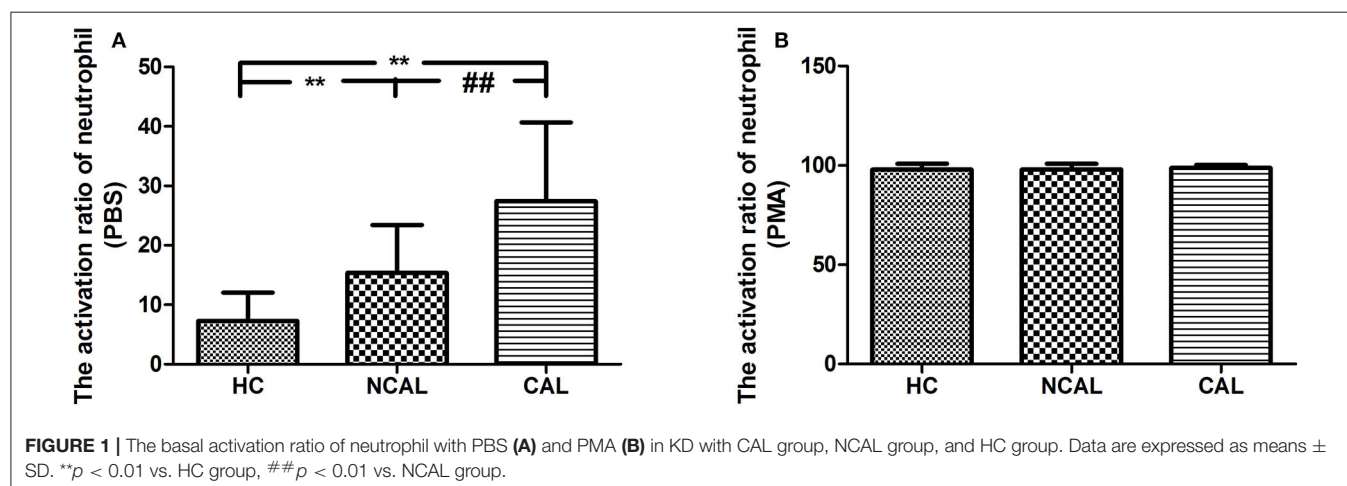 A
The activation ratio of neutrophil
(PBS)
50
40
30
20
10
0
**
**
##
HC NCAL CAL
B
The activation ratio of neutrophil
(PMA)
150
100
50
0
HC NCAL CAL
FIGURE 1 | The basal activation ratio of neutrophil with PBS (A) and PMA (B) in KD with CAL group, NCAL group, and HC group. Data are expressed as means ±
SD. **p < 0.01 vs. HC group, ##p < 0.01 vs. NCAL group.